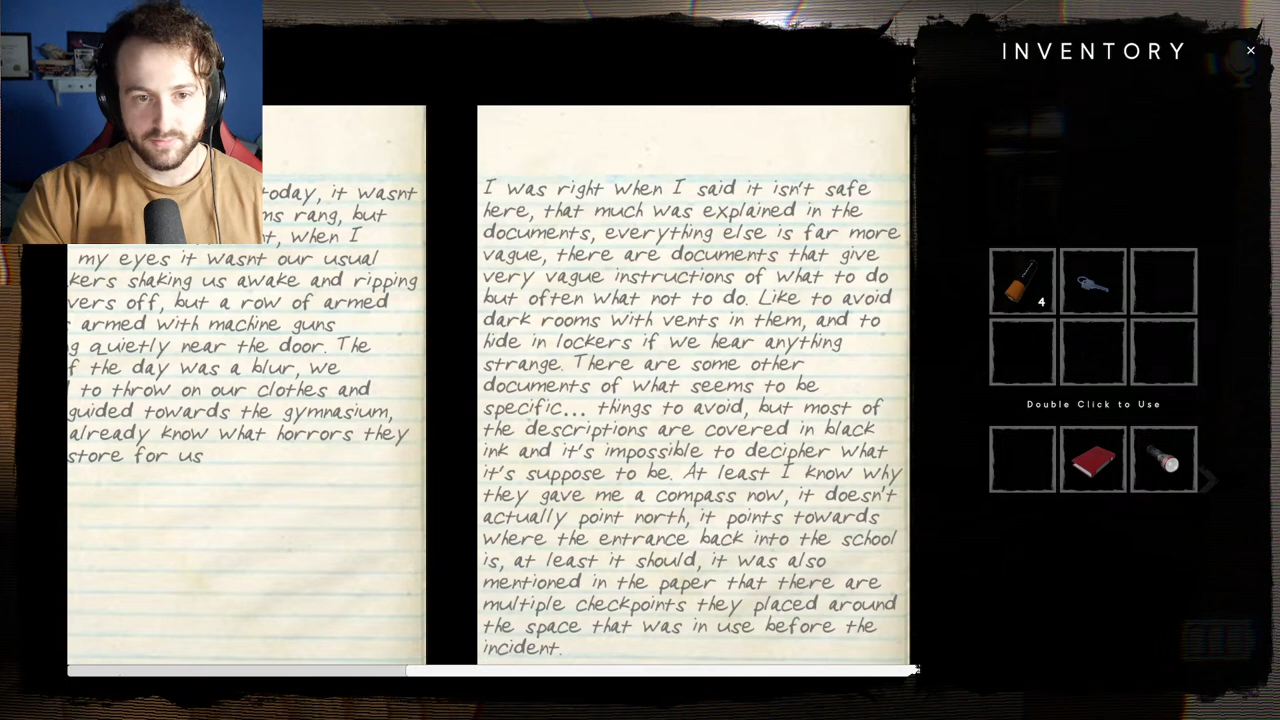 today, it wasnt
ms rang, but
t, when I
my eyes it wasnt our usual
kers shaking us awake and ripping
vers off, but a row of armed
armed with machine guns
g quietly near the door. The
f the day was a blur, we
to throw on our clothes and
guided towards the gymnasium,
already know what horrors they
store for us
I was right when I said it isn't safe
here, that much was explained in the
documents, everything else is far more
vague, there are documents that give
very vague instructions of what to do
but often what not to do. Like to avoid
dark rooms with vents in them, and to
hide in lockers if we hear anything
strange. There are some other
documents of what seems to be
specific... things to avoid, but most of
the descriptions are covered in black
ink and it's impossible to decipher what
it's suppose to be. At least I know why
they gave me a compass now, it doesn't
actually point north, it points towards
where the entrance back into the school
is, at least it should, it was also
mentioned in the paper that there are
multiple checkpoints they placed around
the space that was in use before the
incident.
INVENTORY
×
4
Double Click to Use